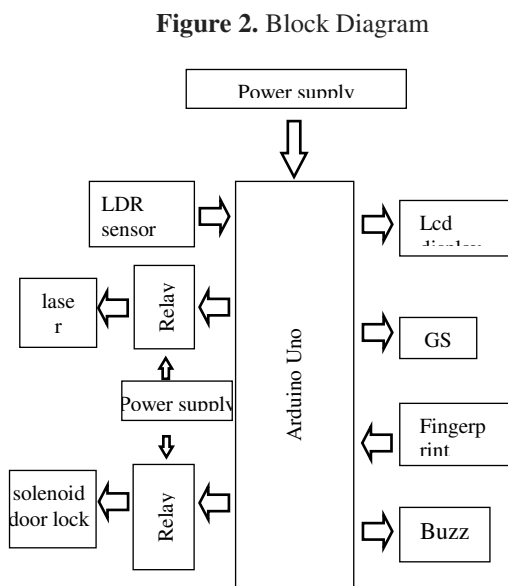 Figure 2. Block Diagram
Power supply
LDR
sensor
Lcd
display
Relay
lase
r
Arduino Uno
GS
Power supply
Fingerp
rint
Relay
solenoid
door lock
Buzz